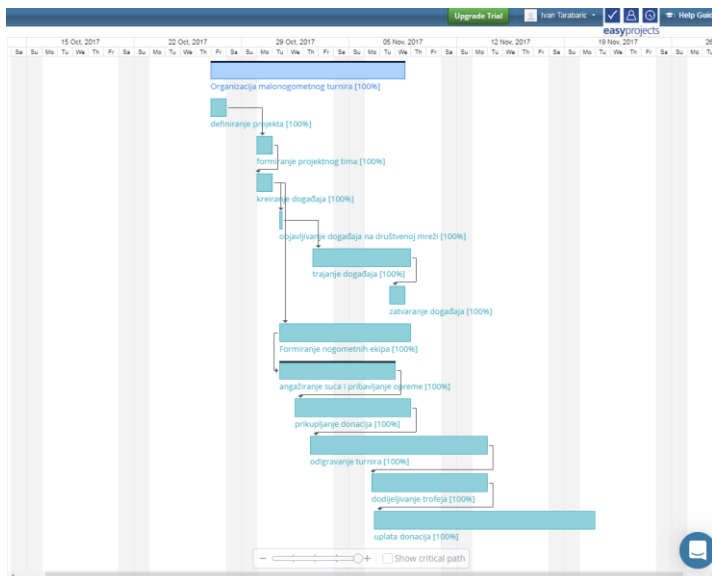 Upgrade Trial Ivan Tarabaric Help Guid
easyprojects
15 Oct, 2017 22 Oct, 2017 29 Oct, 2017 05 Nov, 2017 12 Nov, 2017 19 Nov, 2017 26
Sa Su Mo Tu We Th Fr Sa Su Mo Tu We Th Fr Sa Su Mo Tu We Th Fr Sa Su Mo Tu We Th Fr Sa Su Mo Tu We Th Fr Sa Su Mo Tu We Th Fr Sa Su Mo Tu
Organizacija malonogometnog turnira [100%]
definiranje projekta [100%]
formiranje projektnog tima [100%]
kreiranje događaja [100%]
objavljivanje događaja na društvenoj mreži [100%]
trajanje događaja [100%]
zatvaranje događaja [100%]
Formiranje nogometnih ekipa [100%]
angažiranje suca i pribavljanje opreme [100%]
prikupljanje donacija [100%]
odigravanje turnira [100%]
dodijeljivanje trofeja [100%]
uplata donacija [100%]
Show critical path